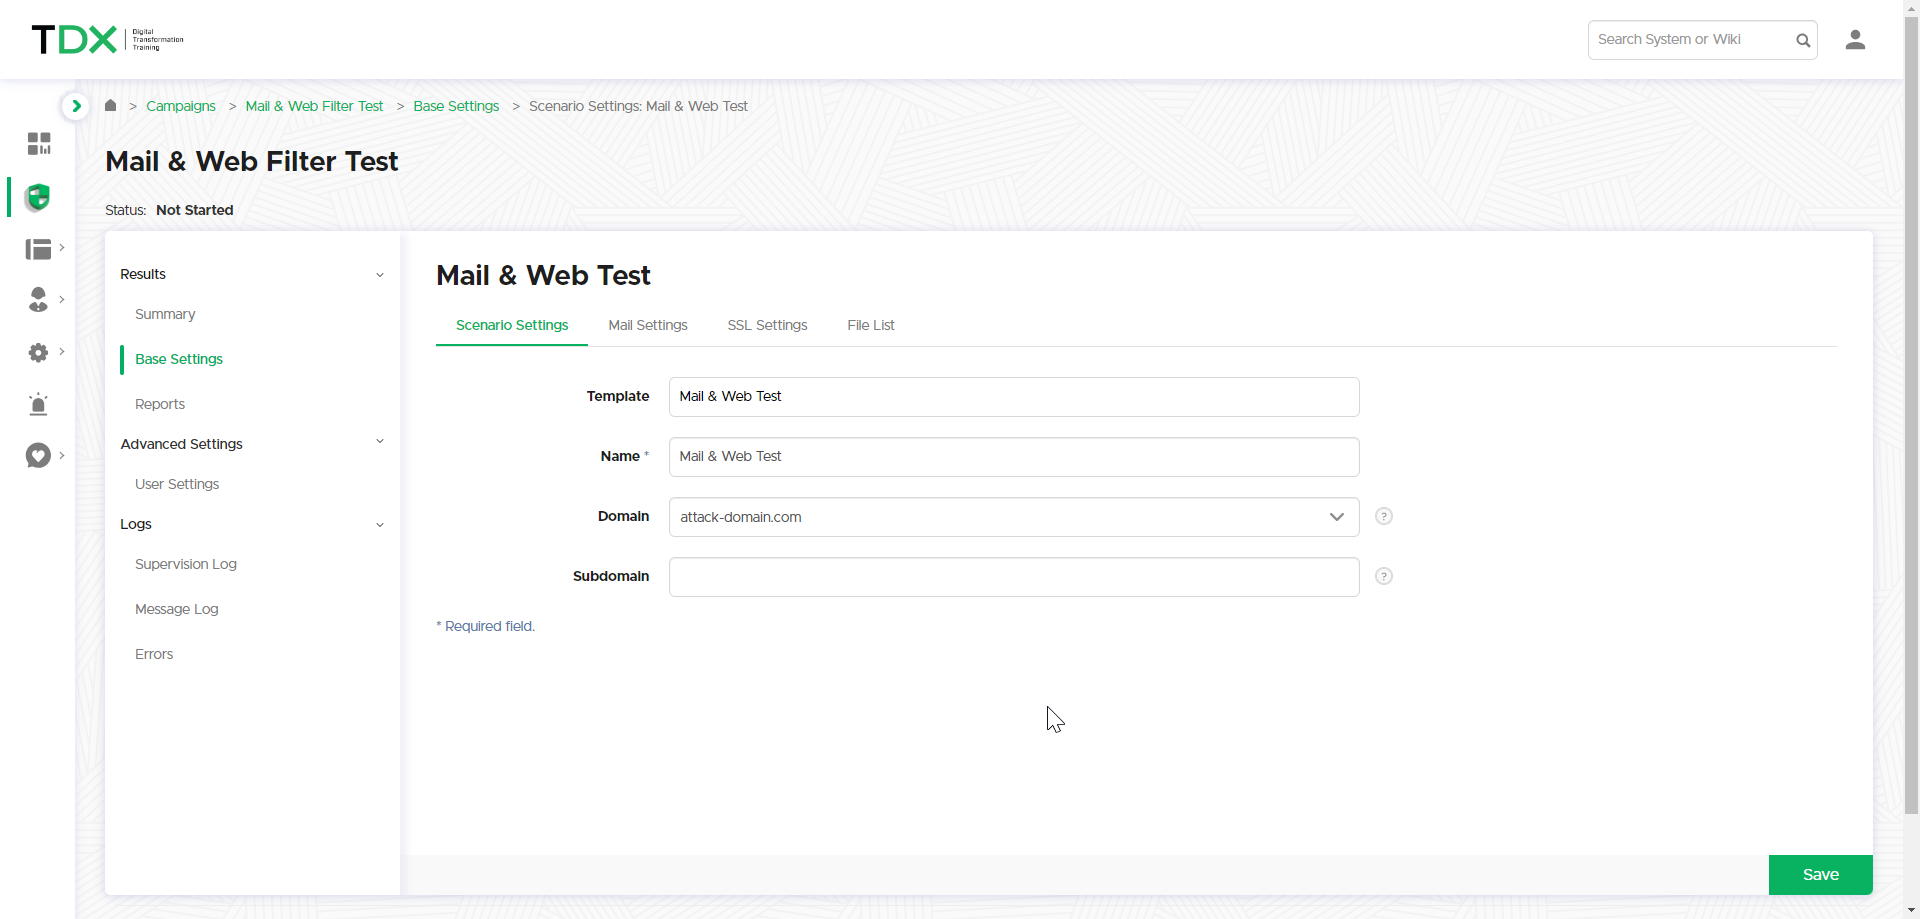 TDX
Digital
Transformation
Training
Search System or Wiki
> Campaigns > Mail & Web Filter Test > Base Settings > Scenario Settings: Mail & Web Test
Mail & Web Filter Test
Status: Not Started
Results
Summary
Base Settings
Reports
Advanced Settings
User Settings
Logs
Supervision Log
Message Log
Errors
Mail & Web Test
Scenario Settings Mail Settings SSL Settings File List
Template Mail & Web Test
Name * Mail & Web Test
Domain attack-domain.com ?
Subdomain ?
* Required field.
Save